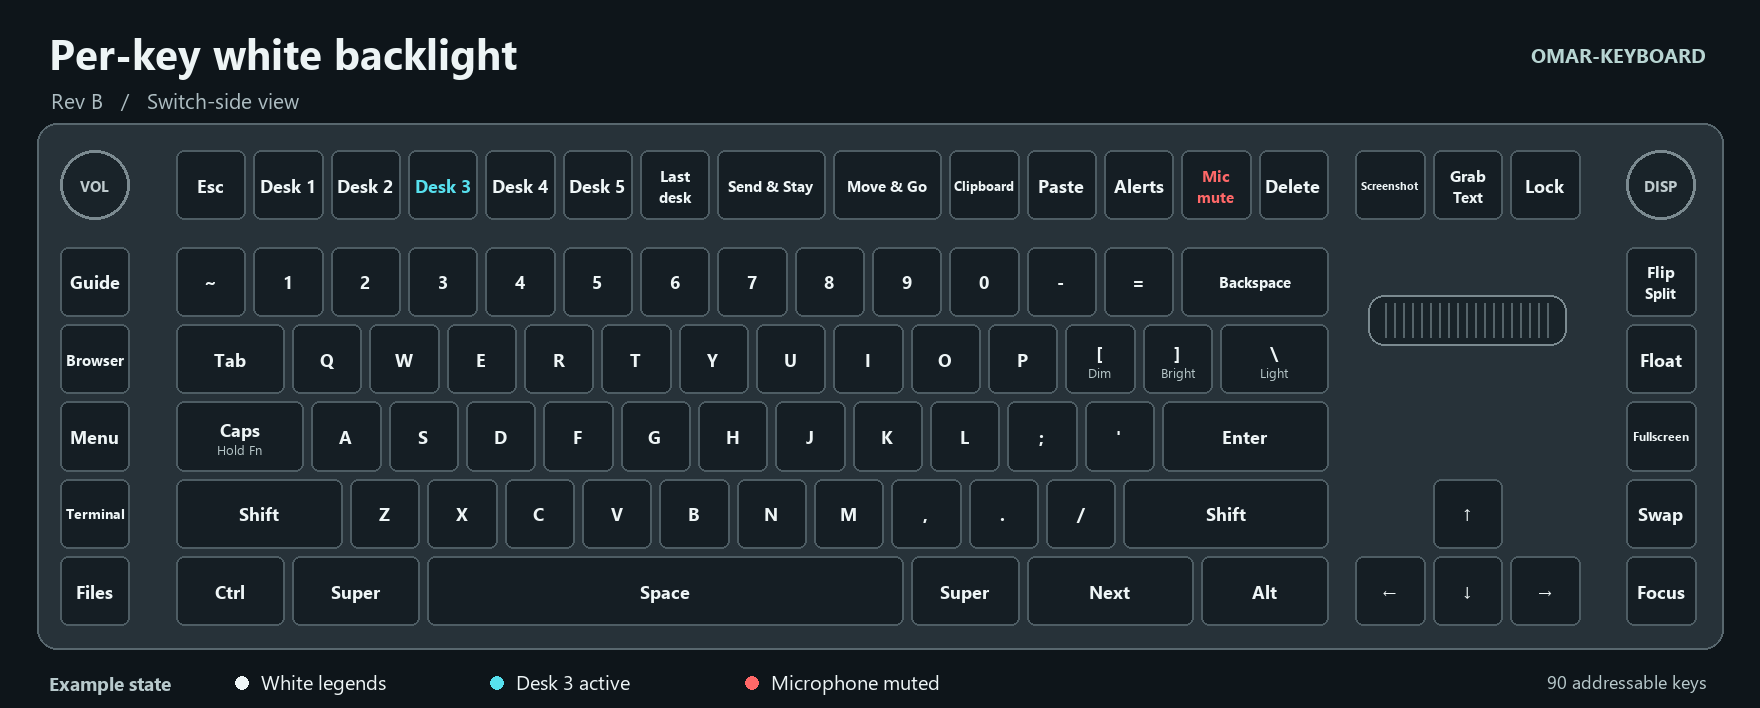 Per-key white backlight
OMAR-KEYBOARD
Rev B / Switch-side view
VOL Esc Desk 1 Desk 2 Desk 3 Desk 4 Desk 5 Last desk Send & Stay Move & Go Clipboard Paste Alerts Mic mute Delete Screenshot Grab Text Lock DISP
Guide ~ 1 2 3 4 5 6 7 8 9 0 - = Backspace Flip Split
Browser Tab Q W E R T Y U I O P [ Dim ] Bright \ Light Float
Menu Caps Hold Fn A S D F G H J K L ; ' Enter Fullscreen
Terminal Shift Z X C V B N M , . / Shift ↑ Swap
Files Ctrl Super Space Super Next Alt ← ↓ → Focus
Example state White legends Desk 3 active Microphone muted 90 addressable keys